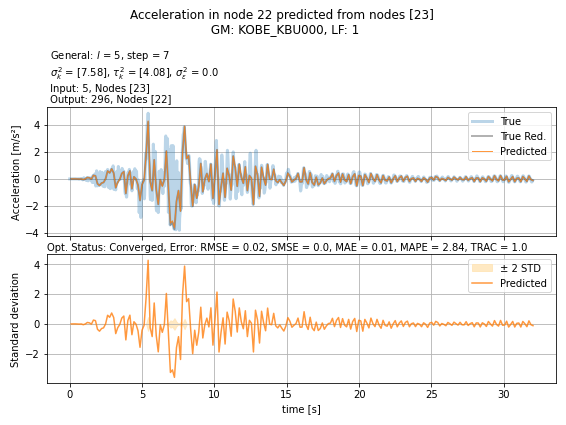 Acceleration in node 22 predicted from nodes [23]
GM: KOBE_KBU000, LF: 1
General: l = 5, step = 7
σ²ₖ = [7.58], τ²ₖ = [4.08], σ²ε = 0.0
Input: 5, Nodes [23]
Output: 296, Nodes [22]
Acceleration [m/s²]
4
2
0
−2
−4
True
True Red.
Predicted
Opt. Status: Converged, Error: RMSE = 0.02, SMSE = 0.0, MAE = 0.01, MAPE = 2.84, TRAC = 1.0
Standard deviation
4
2
0
−2
± 2 STD
Predicted
0 5 10 15 20 25 30
time [s]